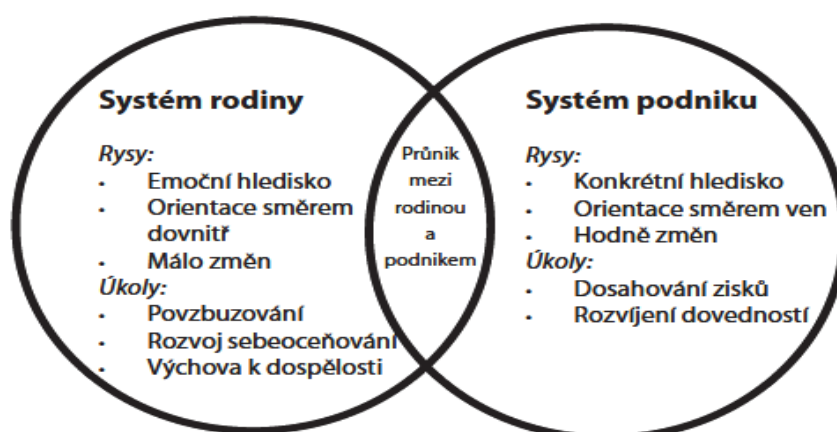 Systém rodiny
Rysy:
• Emoční hledisko
• Orientace směrem
dovnitř
• Málo změn
Úkoly:
• Povzbuzování
• Rozvoj sebeoceňování
• Výchova k dospělosti
Průnik
mezi
rodinou
a
podnikem
Systém podniku
Rysy:
• Konkrétní hledisko
• Orientace směrem ven
• Hodně změn
Úkoly:
• Dosahování zisků
• Rozvíjení dovedností